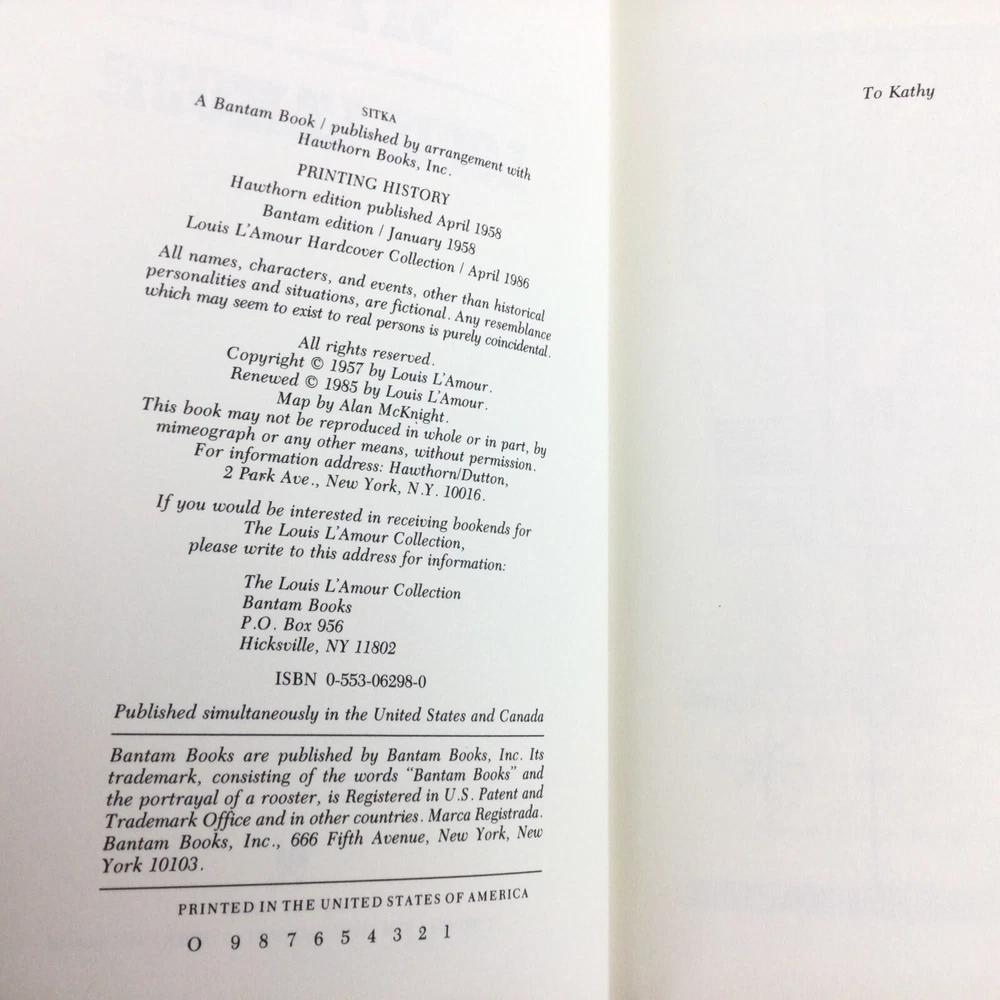 SITKA
A Bantam Book / published by arrangement with
Hawthorn Books, Inc.
PRINTING HISTORY
Hawthorn edition published April 1958
Bantam edition / January 1958
Louis L'Amour Hardcover Collection / April 1986
All names, characters, and events, other than historical
personalities and situations, are fictional. Any resemblance
which may seem to exist to real persons is purely coincidental.
All rights reserved.
Copyright © 1957 by Louis L'Amour.
Renewed © 1985 by Louis L'Amour.
Map by Alan McKnight.
This book may not be reproduced in whole or in part, by
mimeograph or any other means, without permission.
For information address: Hawthorn/Dutton,
2 Park Ave., New York, N.Y. 10016.
If you would be interested in receiving bookends for
The Louis L'Amour Collection,
please write to this address for information:
The Louis L'Amour Collection
Bantam Books
P.O. Box 956
Hicksville, NY 11802
ISBN 0-553-06298-0
Published simultaneously in the United States and Canada
Bantam Books are published by Bantam Books, Inc. Its
trademark, consisting of the words "Bantam Books" and
the portrayal of a rooster, is Registered in U.S. Patent and
Trademark Office and in other countries. Marca Registrada.
Bantam Books, Inc., 666 Fifth Avenue, New York, New
York 10103.
PRINTED IN THE UNITED STATES OF AMERICA
O 9 8 7 6 5 4 3 2 1
To Kathy